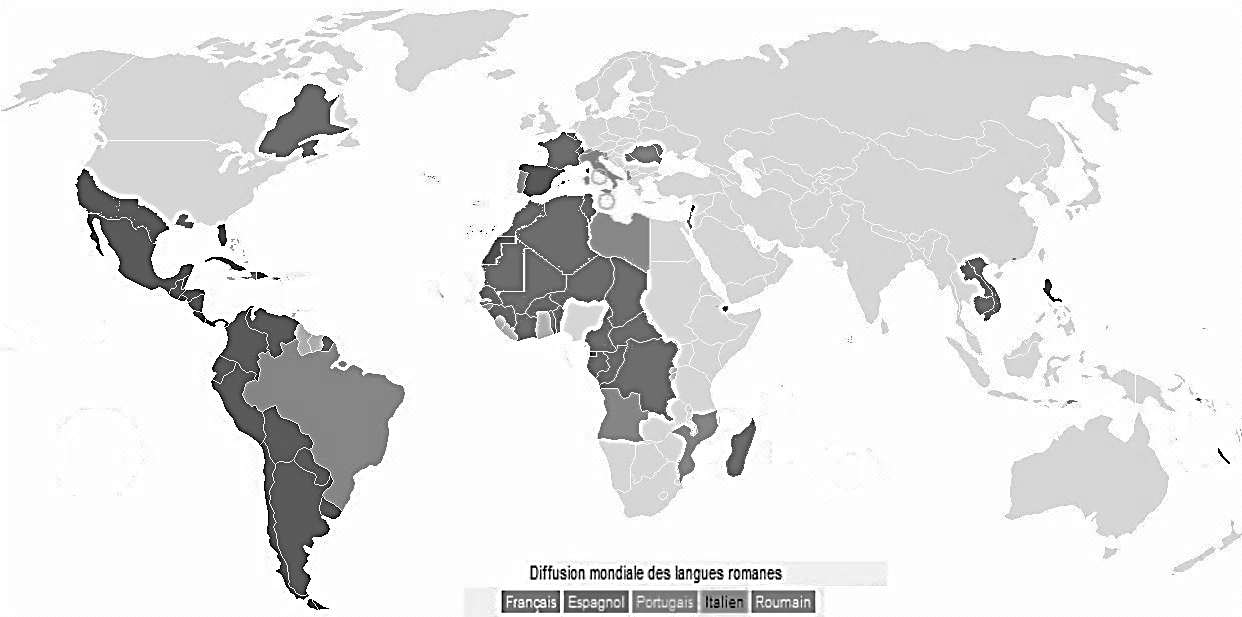 Diffusion mondiale des langues romanes
Français Espagnol Portugais Italien Roumain